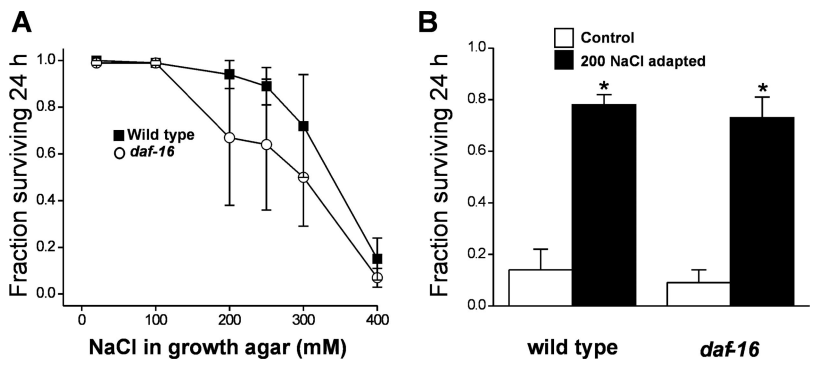 A
Fraction surviving 24 h
1.0
0.8
0.6
0.4
0.2
0.0
Wild type
daf-16
0
100
200
300
400
NaCl in growth agar (mM)
B
Control
200 NaCl adapted
Fraction surviving 24 h
1.0
0.8
0.6
0.4
0.2
0.0
*
*
wild type
daf-16